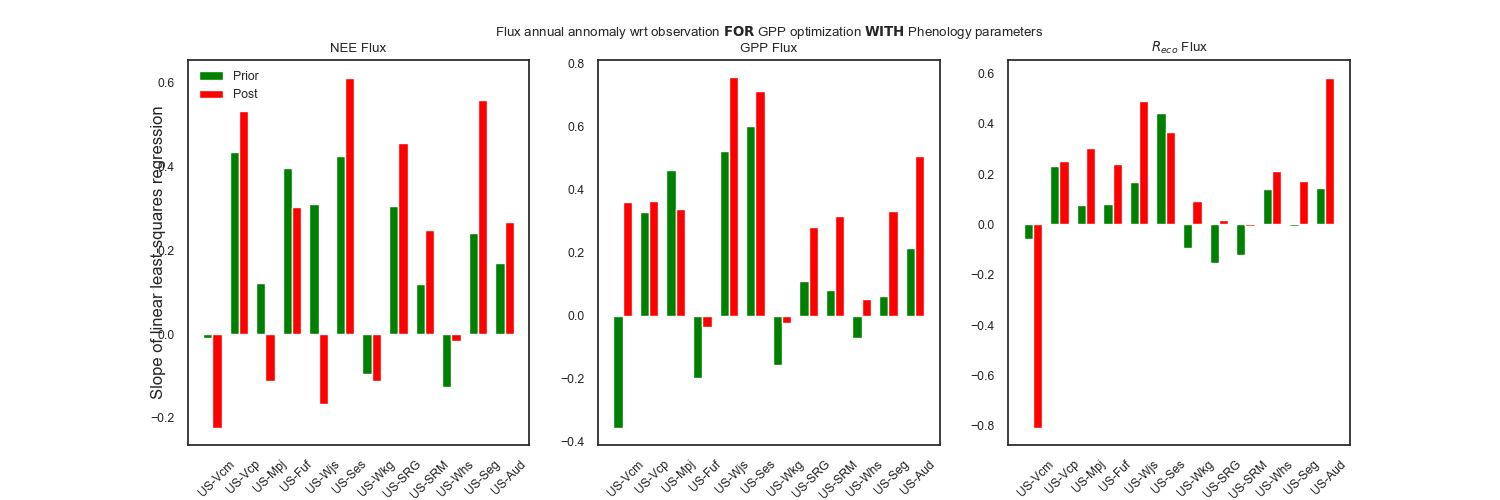 Flux annual annomaly wrt observation FOR GPP optimization WITH Phenology parameters
NEE Flux
Prior
Post
Slope of linear least-squares regression
0.6
0.4
0.2
0.0
−0.2
US-Vcm
US-Vcp
US-Mpj
US-Fuf
US-Wjs
US-Ses
US-Wkg
US-SRG
US-SRM
US-Whs
US-Seg
US-Aud
GPP Flux
0.8
0.6
0.4
0.2
0.0
−0.2
−0.4
US-Vcm
US-Vcp
US-Mpj
US-Fuf
US-Wjs
US-Ses
US-Wkg
US-SRG
US-SRM
US-Whs
US-Seg
US-Aud
Reco Flux
0.6
0.4
0.2
0.0
−0.2
−0.4
−0.6
−0.8
US-Vcm
US-Vcp
US-Mpj
US-Fuf
US-Wjs
US-Ses
US-Wkg
US-SRG
US-SRM
US-Whs
US-Seg
US-Aud